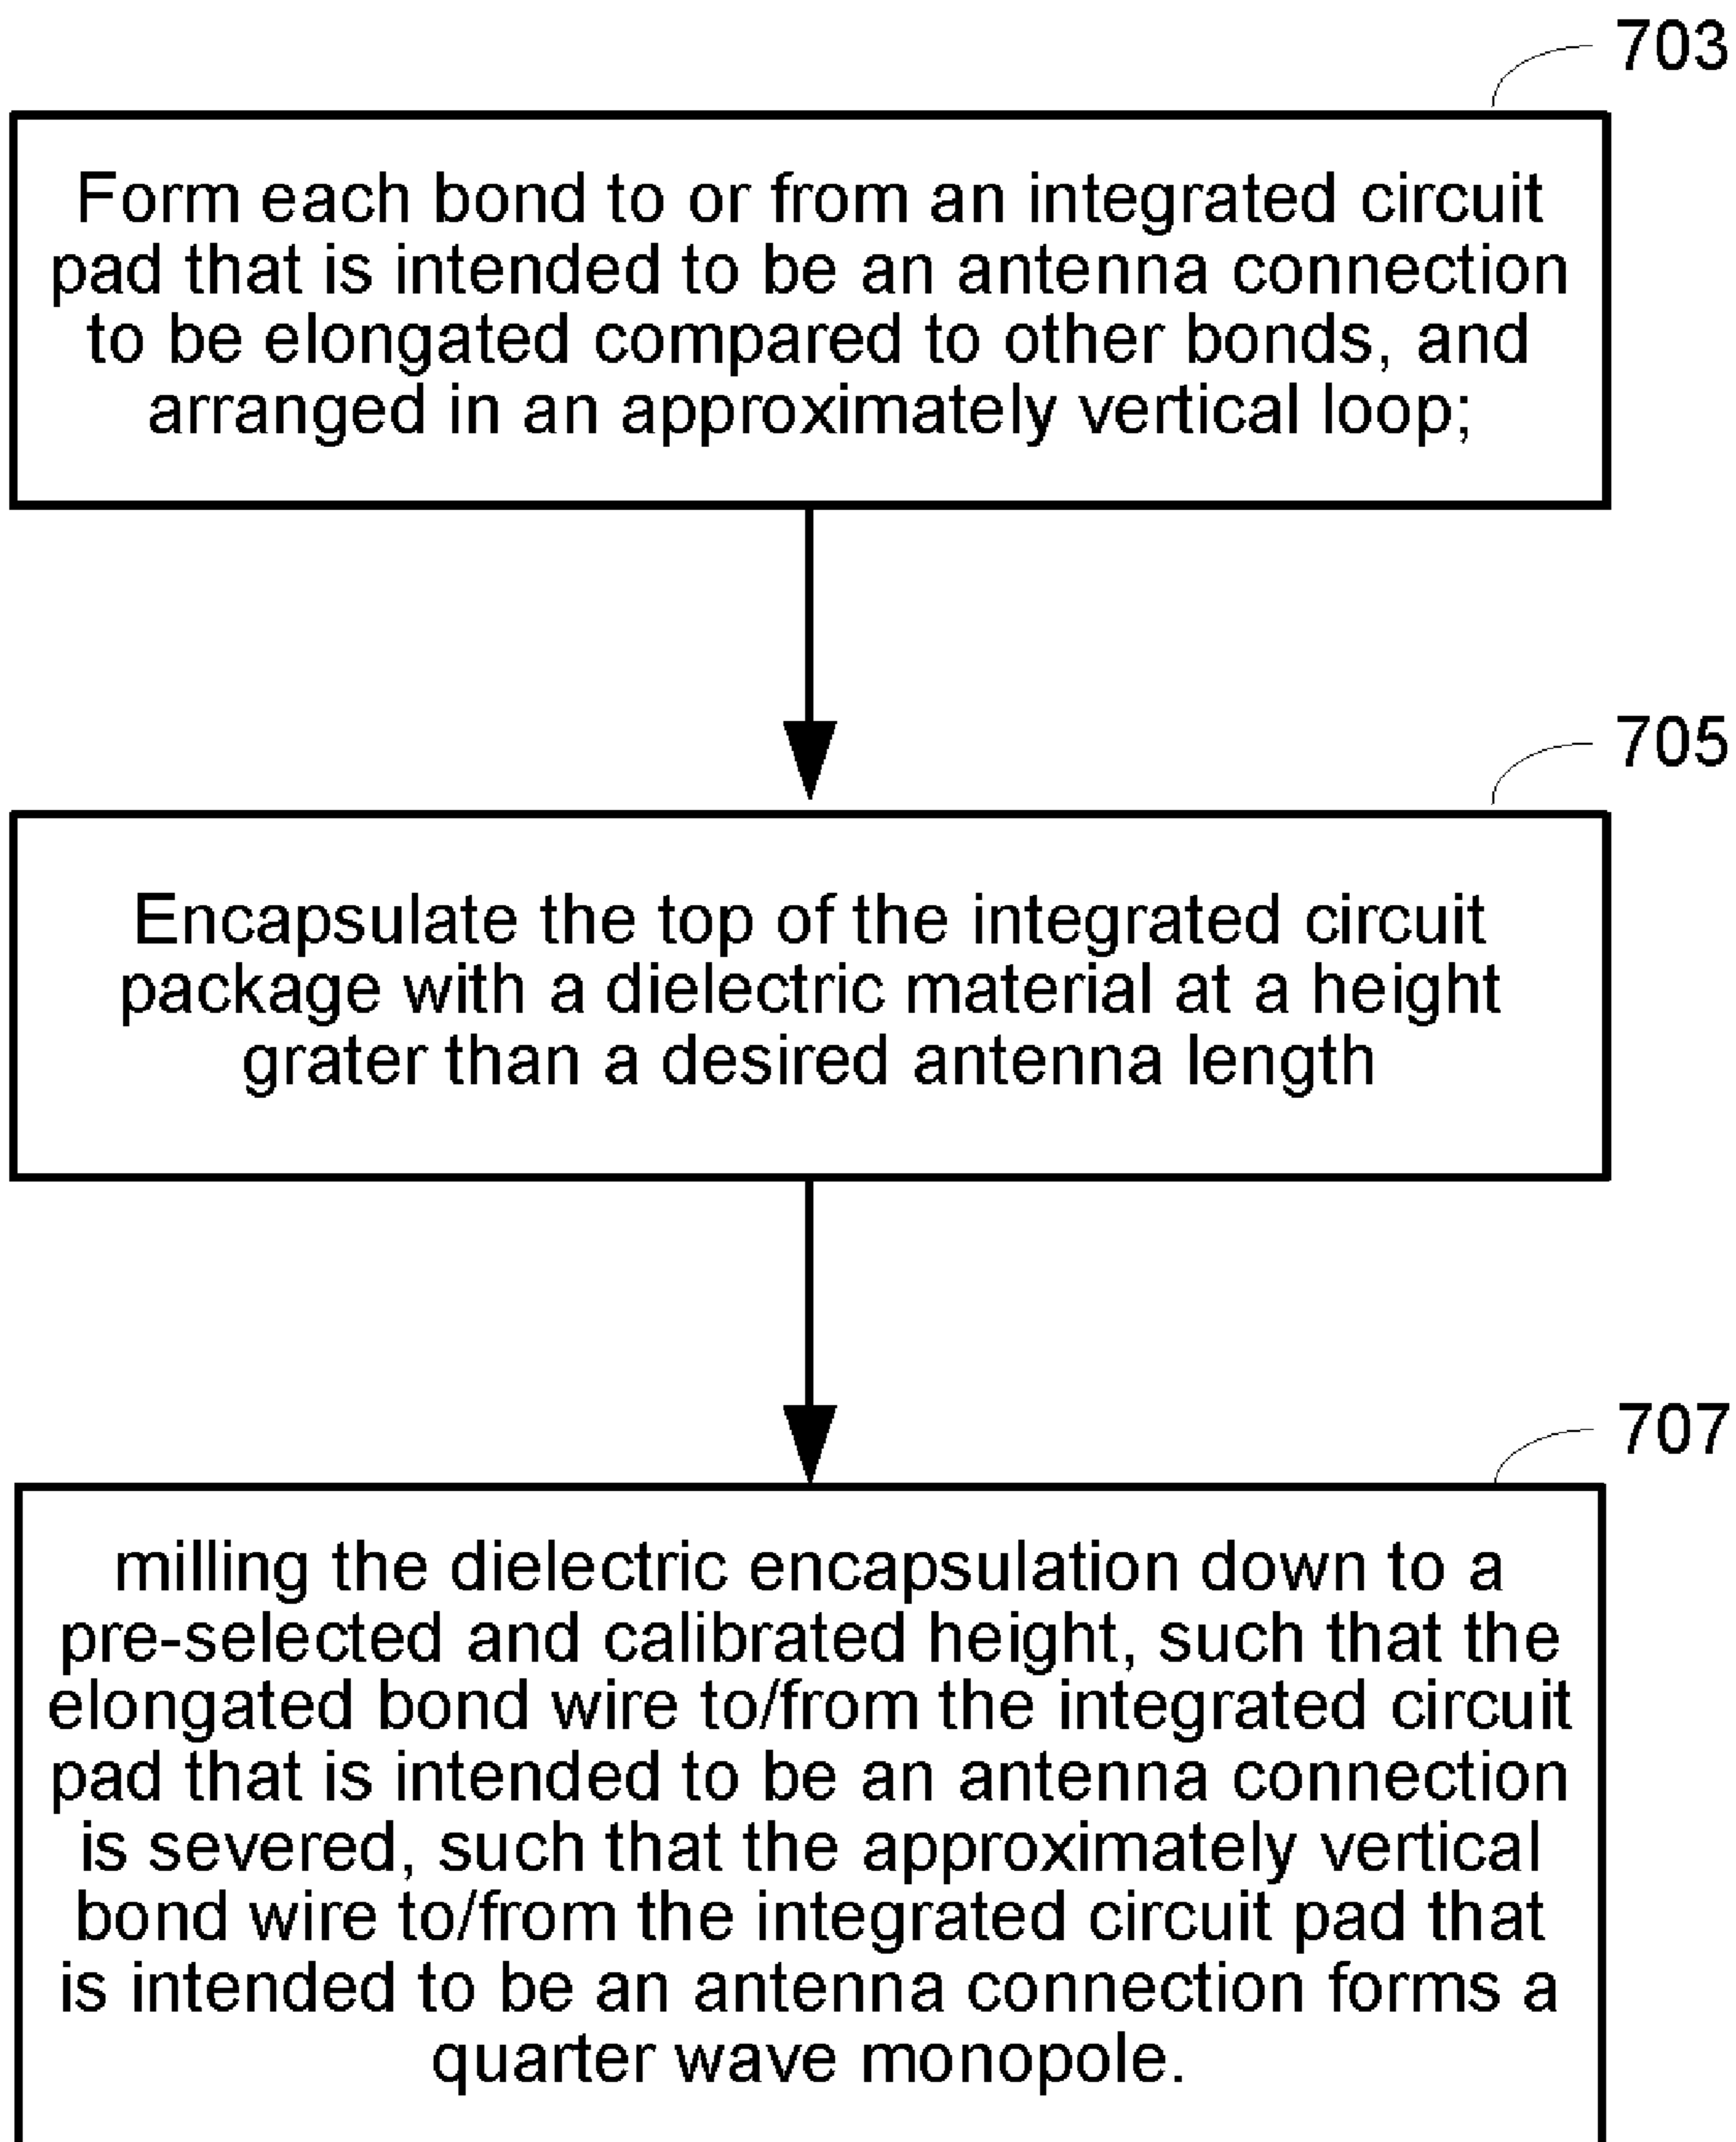 703
Form each bond to or from an integrated circuit
pad that is intended to be an antenna connection
to be elongated compared to other bonds, and
arranged in an approximately vertical loop;
705
Encapsulate the top of the integrated circuit
package with a dielectric material at a height
grater than a desired antenna length
707
milling the dielectric encapsulation down to a
pre-selected and calibrated height, such that the
elongated bond wire to/from the integrated circuit
pad that is intended to be an antenna connection
is severed, such that the approximately vertical
bond wire to/from the integrated circuit pad that
is intended to be an antenna connection forms a
quarter wave monopole.